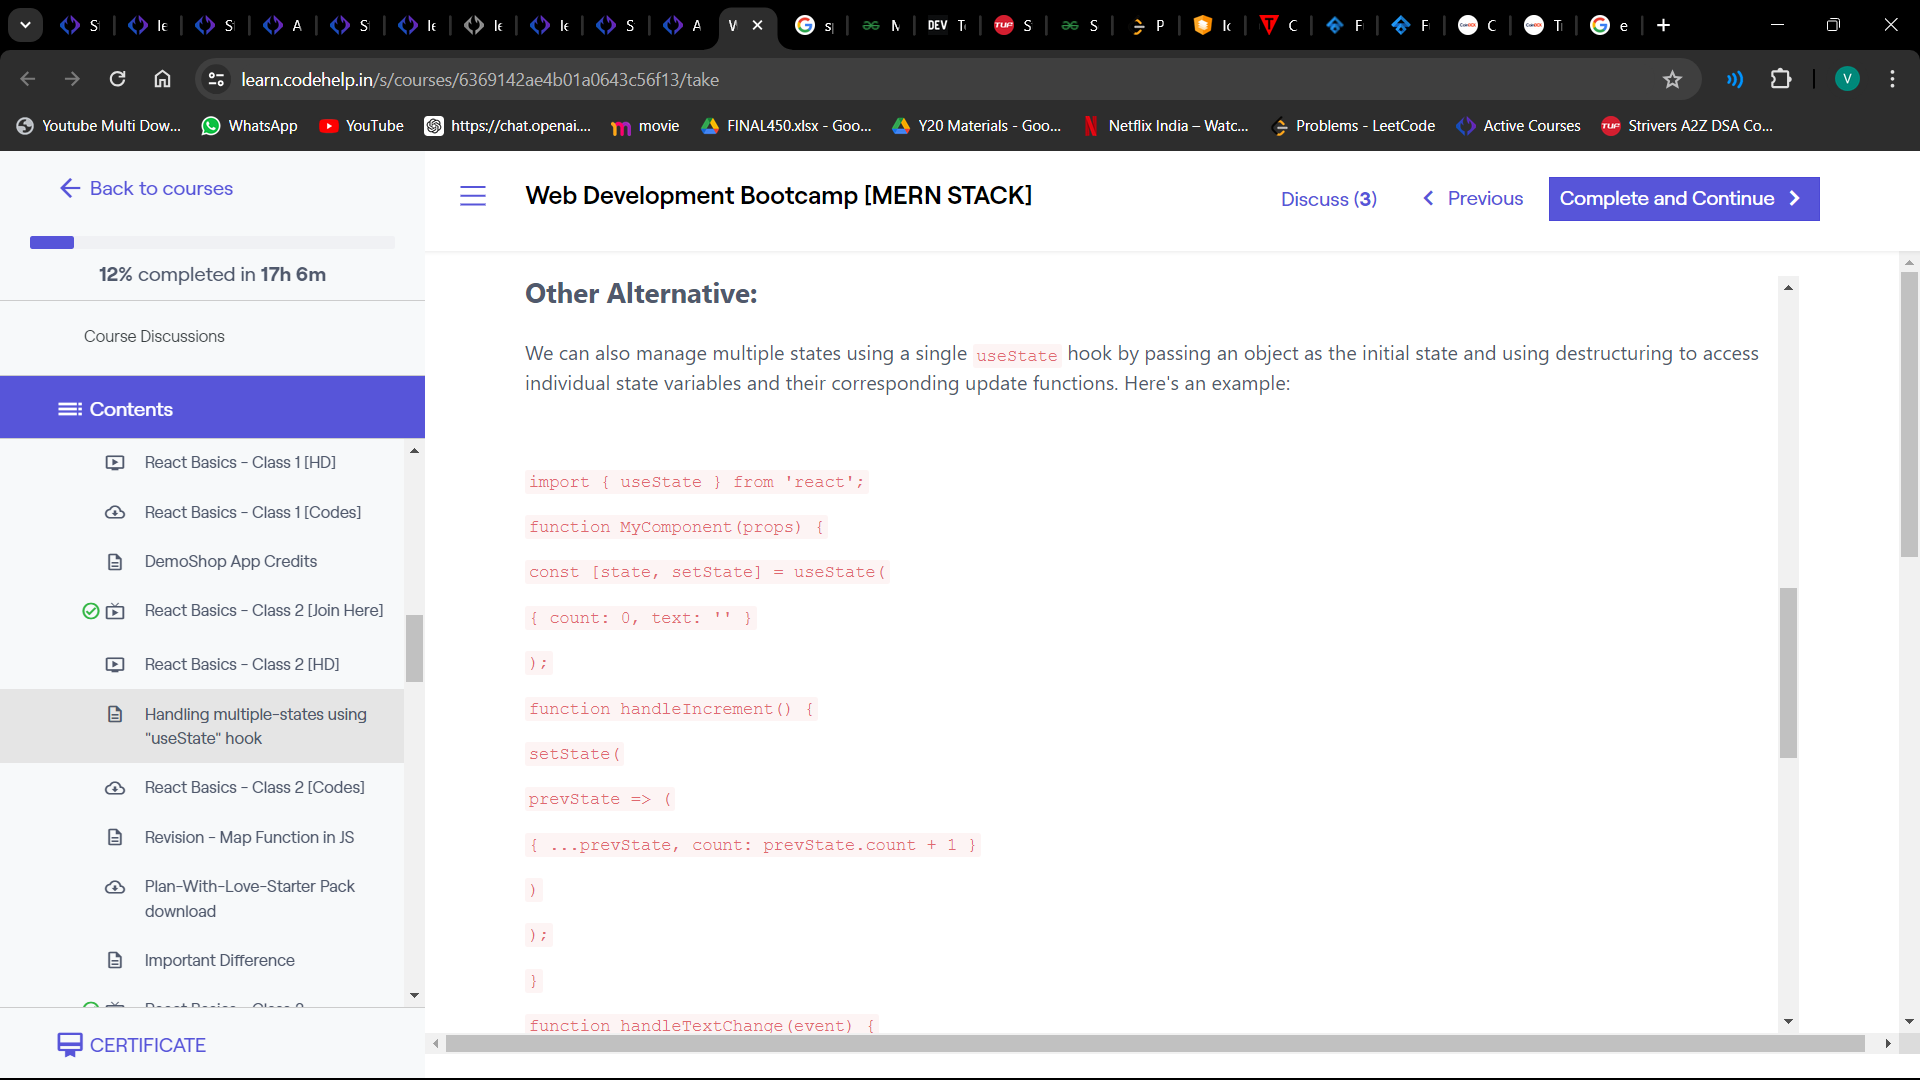 learn.codehelp.in/s/courses/6369142ae4b01a0643c56f13/take
V
Youtube Multi Dow...
WhatsApp
YouTube
https://chat.openai....
movie
FINAL450.xlsx - Goo...
Y20 Materials - Goo...
Netflix India – Watc...
Problems - LeetCode
Active Courses
Strivers A2Z DSA Co...
Back to courses
12% completed in 17h 6m
Course Discussions
Contents
React Basics - Class 1 [HD]
React Basics - Class 1 [Codes]
DemoShop App Credits
React Basics - Class 2 [Join Here]
React Basics - Class 2 [HD]
Handling multiple-states using
"useState" hook
React Basics - Class 2 [Codes]
Revision - Map Function in JS
Plan-With-Love-Starter Pack
download
Important Difference
CERTIFICATE
Web Development Bootcamp [MERN STACK]
Discuss (3)
Previous
Complete and Continue
Other Alternative:
We can also manage multiple states using a single useState hook by passing an object as the initial state and using destructuring to access
individual state variables and their corresponding update functions. Here's an example:
import { useState } from 'react';
function MyComponent(props) {
const [state, setState] = useState(
{ count: 0, text: '' }
);
function handleIncrement() {
setState(
prevState => (
{ ...prevState, count: prevState.count + 1 }
)
);
}
function handleTextChange(event) {